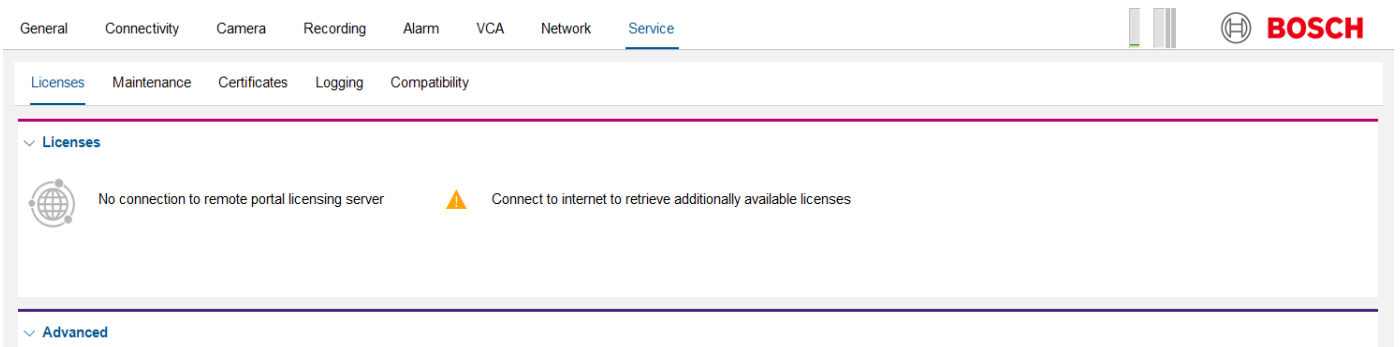 General Connectivity Camera Recording Alarm VCA Network Service BOSCH
Licenses Maintenance Certificates Logging Compatibility
Licenses
No connection to remote portal licensing server Connect to internet to retrieve additionally available licenses
Advanced